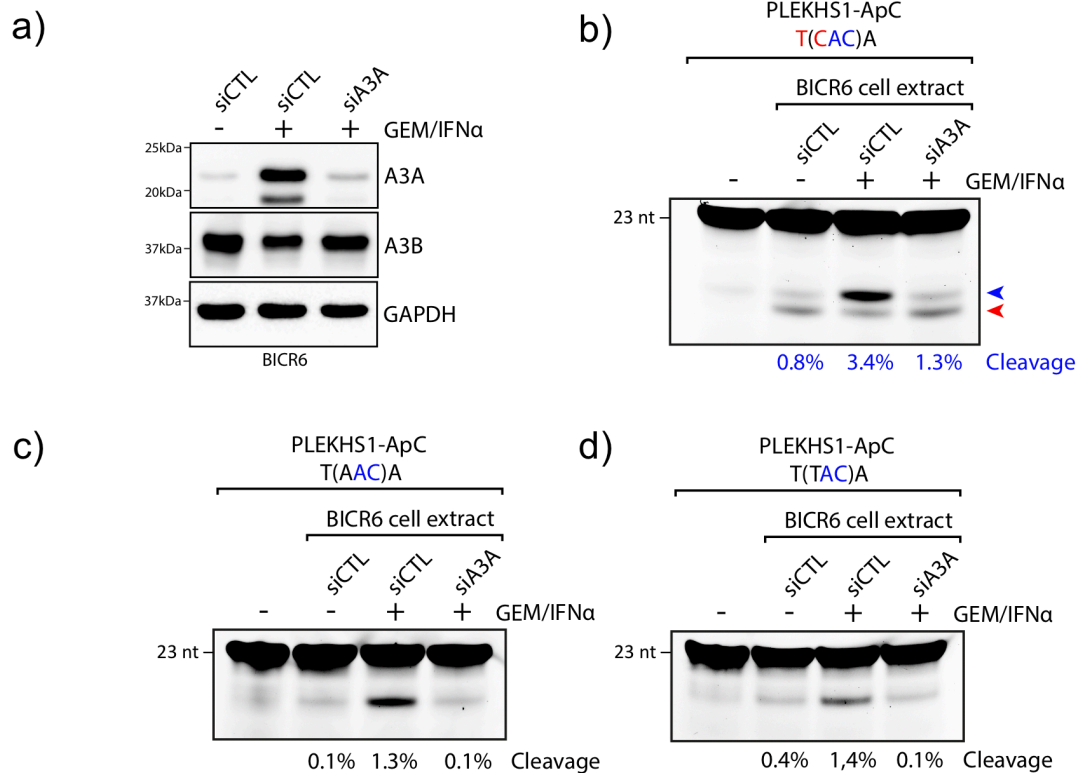 a)
siCTL siCTL siA3A
- + + GEM/IFNα
25kDa
A3A
20kDa
37kDa
A3B
37kDa
GAPDH
BICR6
b)
PLEKHS1-ApC
T(CAC)A
BICR6 cell extract
siCTL siCTL siA3A
- - + + GEM/IFNα
23 nt
0.8% 3.4% 1.3% Cleavage
c)
PLEKHS1-ApC
T(AAC)A
BICR6 cell extract
siCTL siCTL siA3A
- - + + GEM/IFNα
23 nt
0.1% 1.3% 0.1% Cleavage
d)
PLEKHS1-ApC
T(TAC)A
BICR6 cell extract
siCTL siCTL siA3A
- - + + GEM/IFNα
23 nt
0.4% 1,4% 0.1% Cleavage